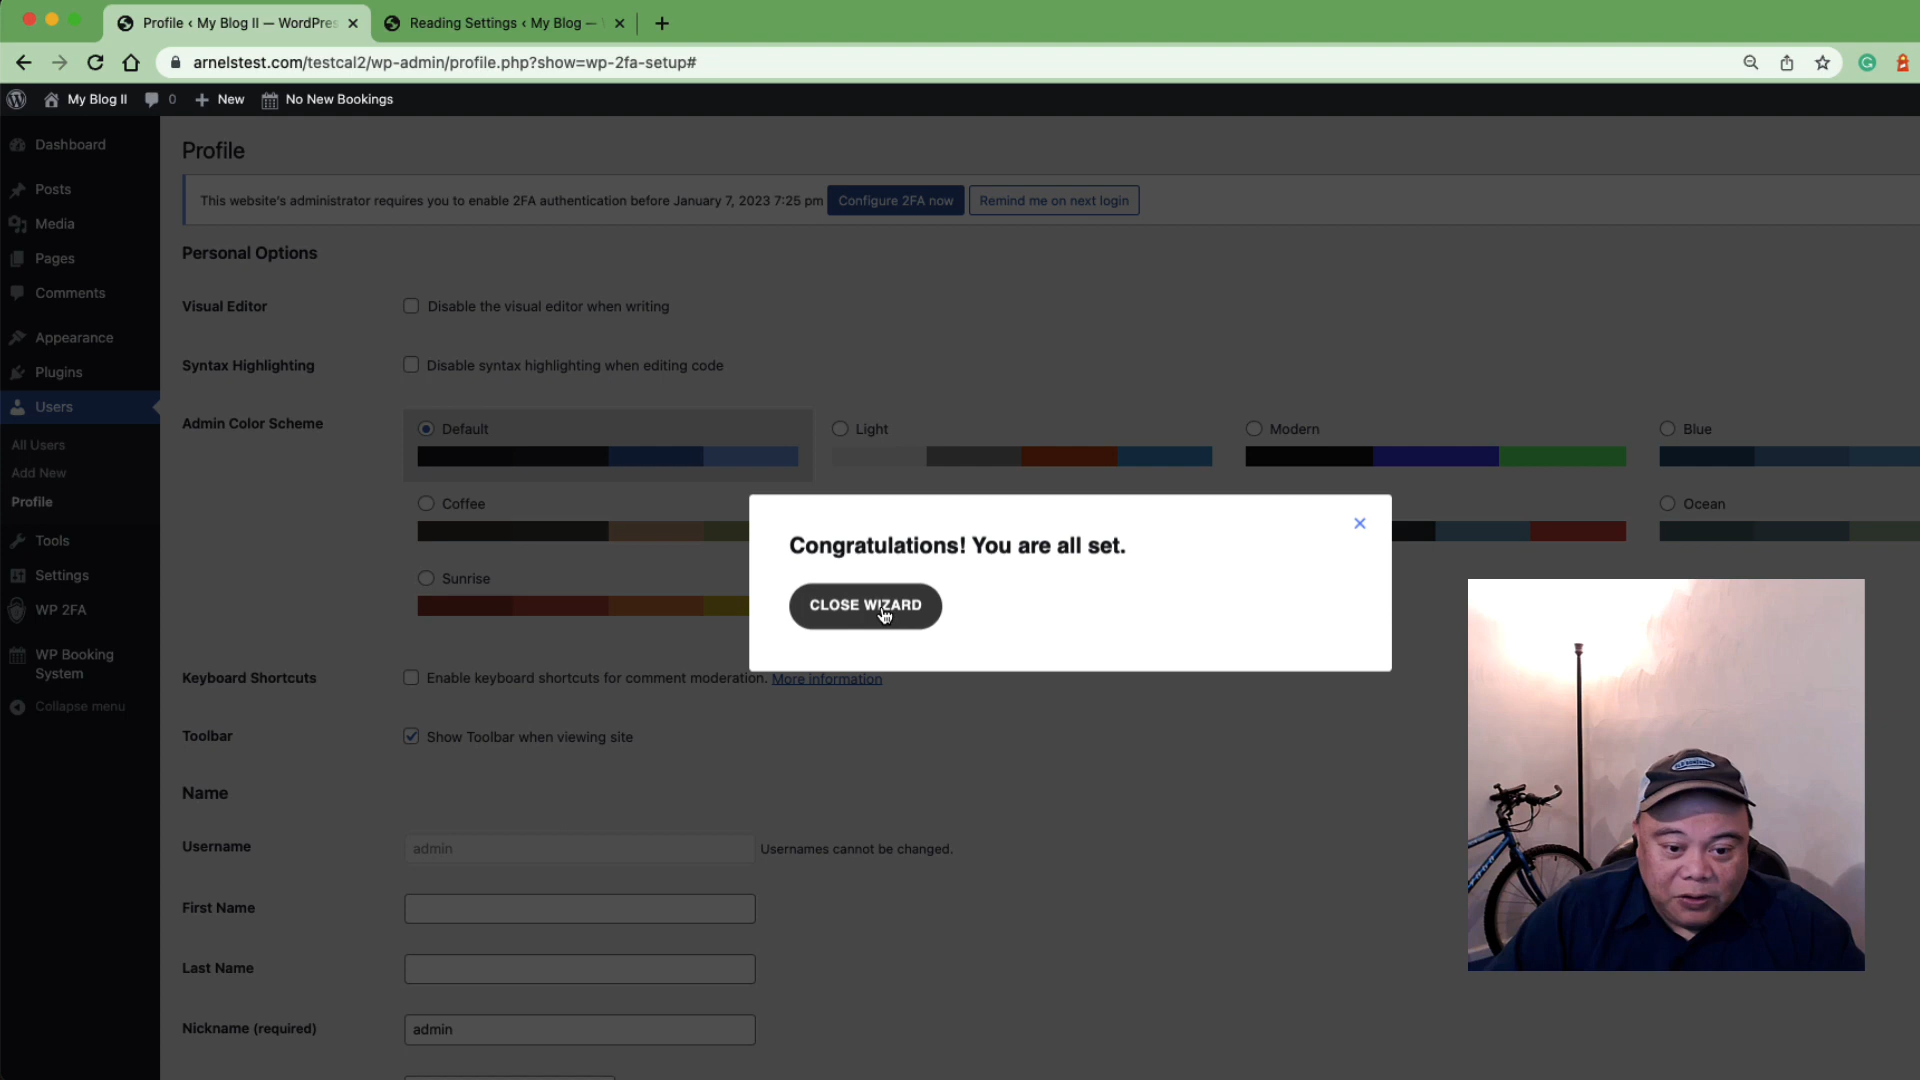 Profile ‹ My Blog II — WordPres
Reading Settings ‹ My Blog —
arnelstest.com/testcal2/wp-admin/profile.php?show=wp-2fa-setup#
My Blog II
0
New
No New Bookings
Dashboard
Posts
Media
Pages
Comments
Appearance
Plugins
Users
All Users
Add New
Profile
Tools
Settings
WP 2FA
WP Booking
System
Collapse menu
Profile
This website's administrator requires you to enable 2FA authentication before January 7, 2023 7:25 pm
Configure 2FA now
Remind me on next login
Personal Options
Visual Editor
Disable the visual editor when writing
Syntax Highlighting
Disable syntax highlighting when editing code
Admin Color Scheme
Default
Light
Modern
Blue
Coffee
Ocean
Sunrise
Congratulations! You are all set.
CLOSE WIZARD
Keyboard Shortcuts
Enable keyboard shortcuts for comment moderation. More information
Toolbar
Show Toolbar when viewing site
Name
Username
admin
Usernames cannot be changed.
First Name
Last Name
Nickname (required)
admin